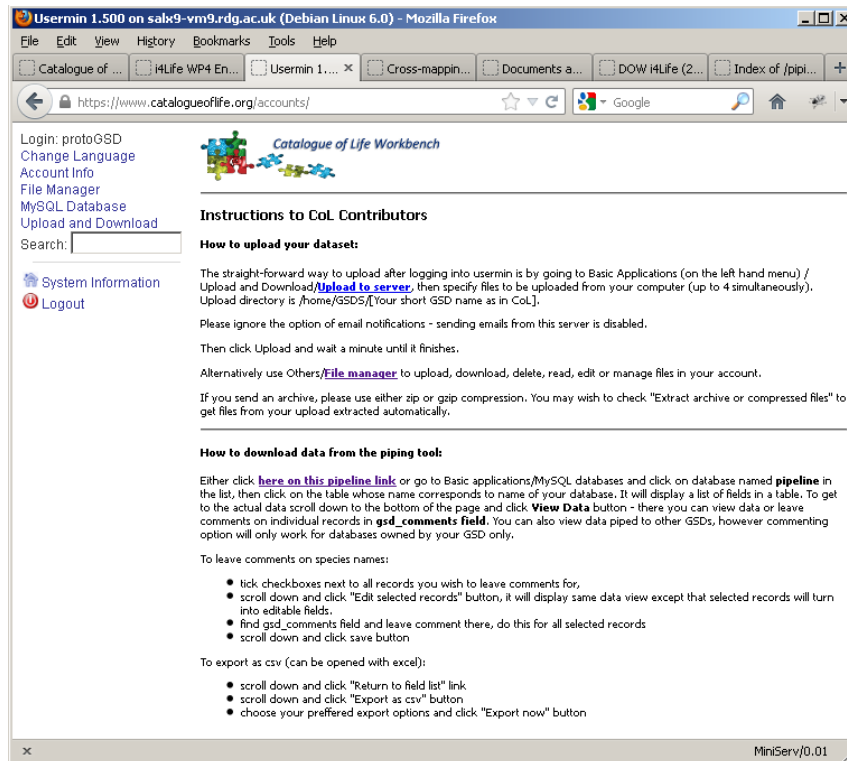 Usermin 1.500 on salx9-vm9.rdg.ac.uk (Debian Linux 6.0) - Mozilla Firefox
File Edit View History Bookmarks Tools Help
Catalogue of ... i4Life WP4 En... Usermin 1.... × Cross-mappin... Documents a... DOW i4Life (2... Index of /pipi... +
https://www.catalogueoflife.org/accounts/ Google
Login: protoGSD
Change Language
Account Info
File Manager
MySQL Database
Upload and Download
Search:
System Information
Logout
Catalogue of Life Workbench
Instructions to CoL Contributors
How to upload your dataset:
The straight-forward way to upload after logging into usermin is by going to Basic Applications (on the left hand menu) /
Upload and Download/Upload to server, then specify files to be uploaded from your computer (up to 4 simultaneously).
Upload directory is /home/GSDS/[Your short GSD name as in CoL].
Please ignore the option of email notifications - sending emails from this server is disabled.
Then click Upload and wait a minute until it finishes.
Alternatively use Others/File manager to upload, download, delete, read, edit or manage files in your account.
If you send an archive, please use either zip or gzip compression. You may wish to check "Extract archive or compressed files" to
get files from your upload extracted automatically.
How to download data from the piping tool:
Either click here on this pipeline link or go to Basic applications/MySQL databases and click on database named pipeline in
the list, then click on the table whose name corresponds to name of your database. It will display a list of fields in a table. To get
to the actual data scroll down to the bottom of the page and click View Data button - there you can view data or leave
comments on individual records in gsd_comments field. You can also view data piped to other GSDs, however commenting
option will only work for databases owned by your GSD only.
To leave comments on species names:
● tick checkboxes next to all records you wish to leave comments for,
● scroll down and click "Edit selected records" button, it will display same data view except that selected records will turn
into editable fields.
● find gsd_comments field and leave comment there, do this for all selected records
● scroll down and click save button
To export as csv (can be opened with excel):
● scroll down and click "Return to field list" link
● scroll down and click "Export as csv" button
● choose your preffered export options and click "Export now" button
× MiniServ/0.01